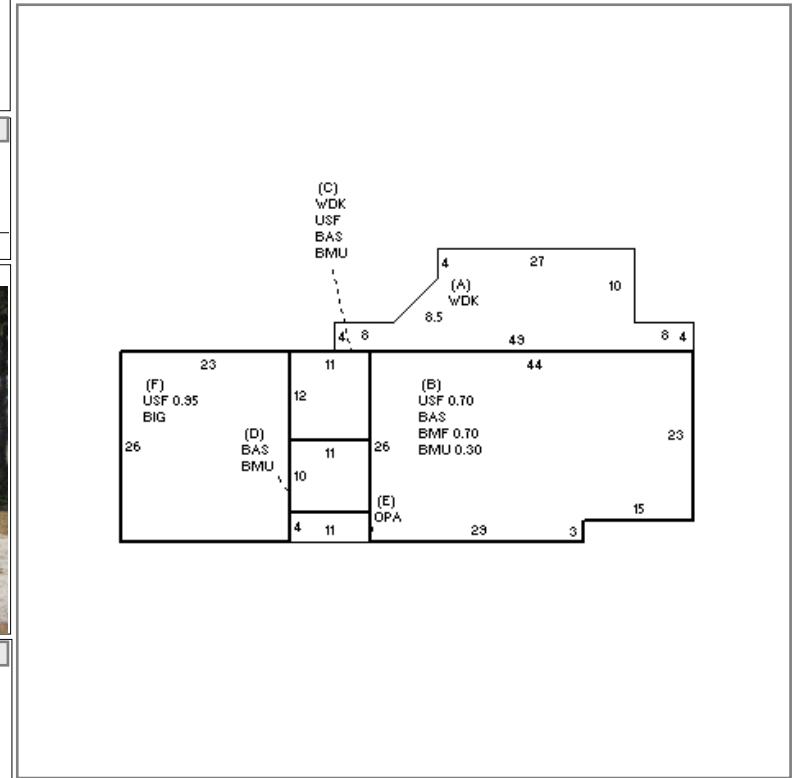 (C)
WDK
USF
BAS
BMU
4
27
(A)
WDK
10
8.5
4
8
49
8
4
23
11
44
(F)
USF 0.95
BIG
12
(B)
USF 0.70
BAS
BMF 0.70
BMU 0.30
(D)
BAS
BMU
26
11
26
23
10
(E)
OPA
15
4
11
29
3